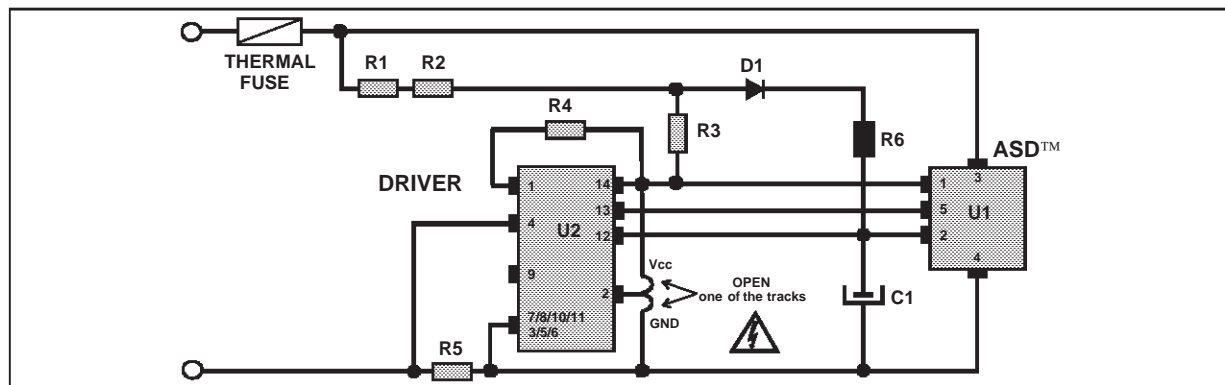 THERMAL
FUSE
R1
R2
D1
R4
R3
R6
ASD™
DRIVER
1
14
1
3
4
13
5
U1
U2
12
2
4
9
Vcc
2
OPEN
one of the tracks
C1
GND
7/8/10/11
3/5/6
R5